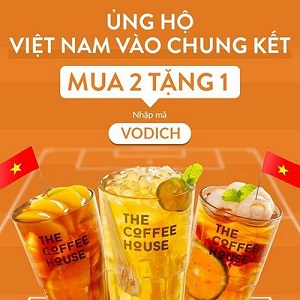 ỦNG HỘ
VIỆT NAM VÀO CHUNG KẾT
MUA 2 TẶNG 1
Nhập mã
VODICH
THE
COFFEE
HOUSE
THE
COFFEE
HOUSE
THE
COFFEE
HOUSE